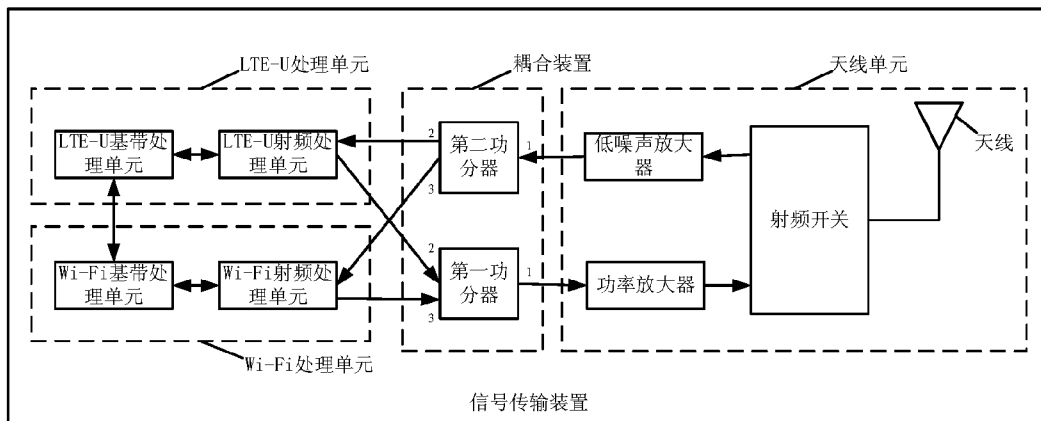 LTE-U处理单元
耦合装置
天线单元
LTE-U基带处
理单元
LTE-U射频处
理单元
2
第二功
分器
1
3
低噪声放大
器
天线
射频开关
Wi-Fi基带处
理单元
Wi-Fi射频处
理单元
2
第一功
分器
1
3
功率放大器
Wi-Fi处理单元
信号传输装置